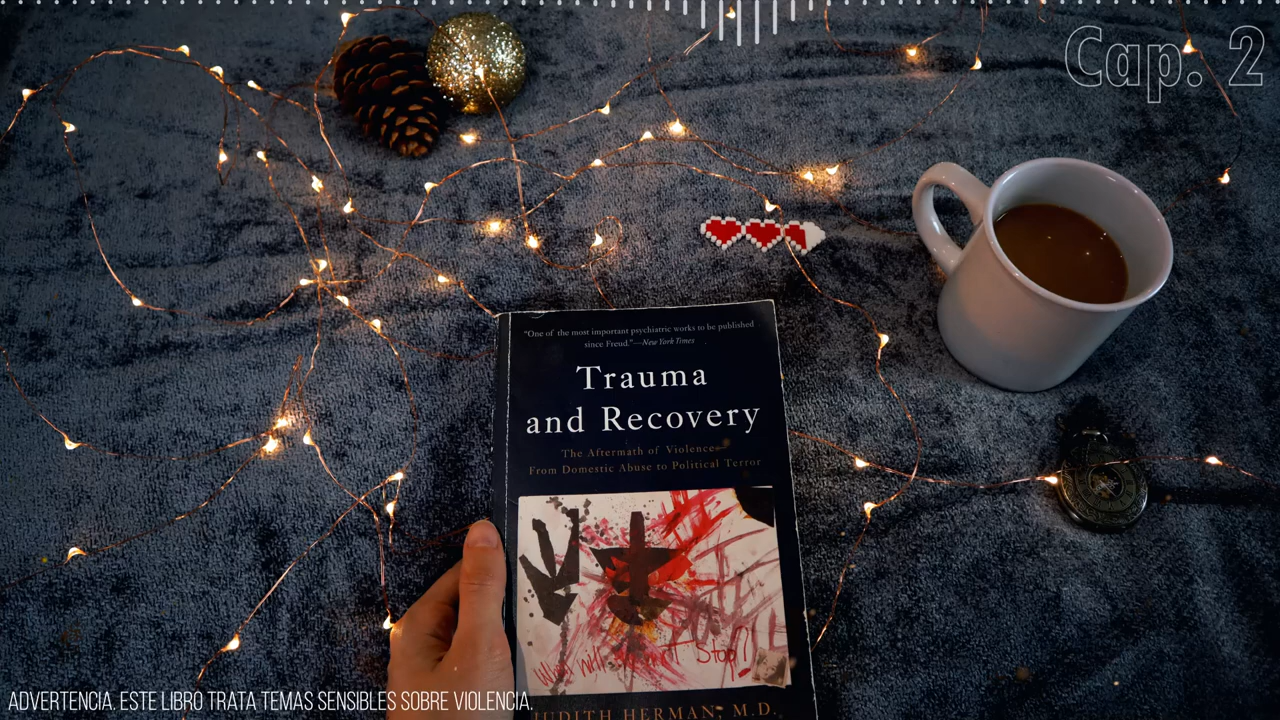 Cap. 2
"One of the most important psychiatric works to be published
since Freud."—New York Times
Trauma
and Recovery
The Aftermath of Violence—
From Domestic Abuse to Political Terror
Stop!
JUDITH HERMAN, M.D.
ADVERTENCIA. ESTE LIBRO TRATA TEMAS SENSIBLES SOBRE VIOLENCIA.